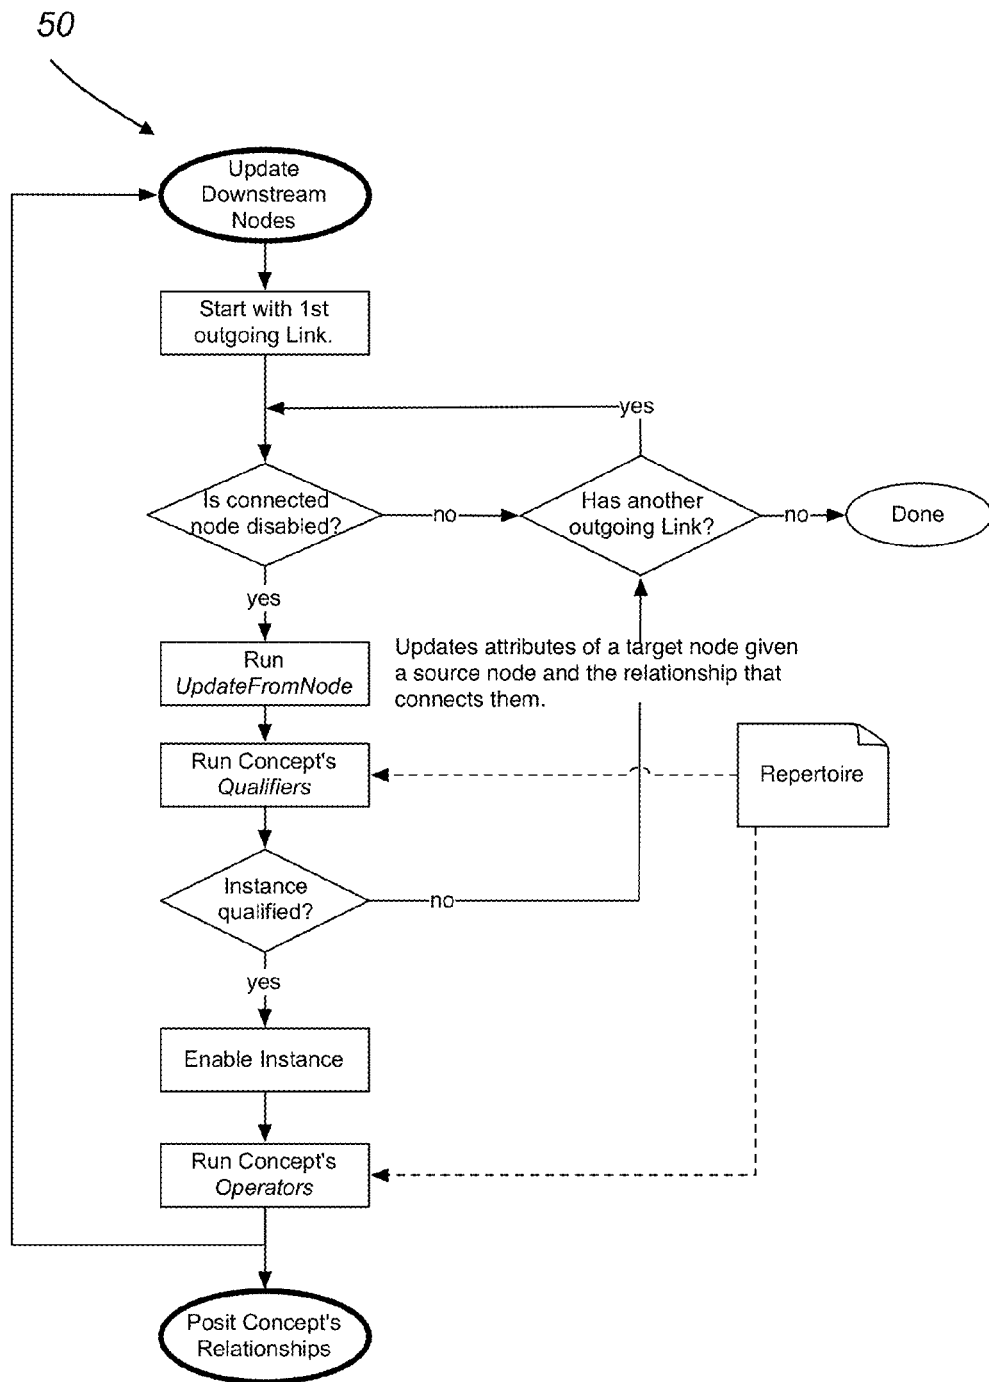 50
Update
Downstream
Nodes
Start with 1st
outgoing Link.
yes
Is connected
node disabled?
no
Has another
outgoing Link?
no
Done
yes
Run
UpdateFromNode
Updates attributes of a target node given
a source node and the relationship that
connects them.
Run Concept's
Qualifiers
Repertoire
Instance
qualified?
no
yes
Enable Instance
Run Concept's
Operators
Posit Concept's
Relationships